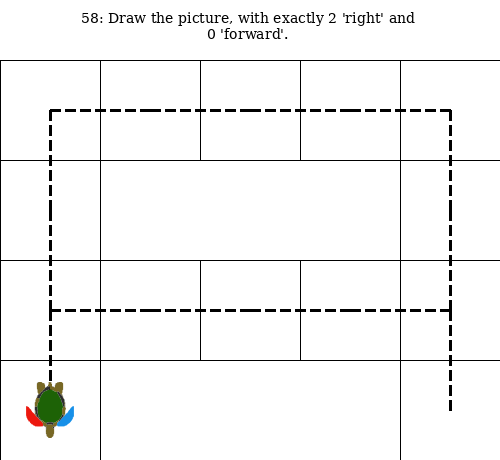 58: Draw the picture, with exactly 2 'right' and
0 'forward'.